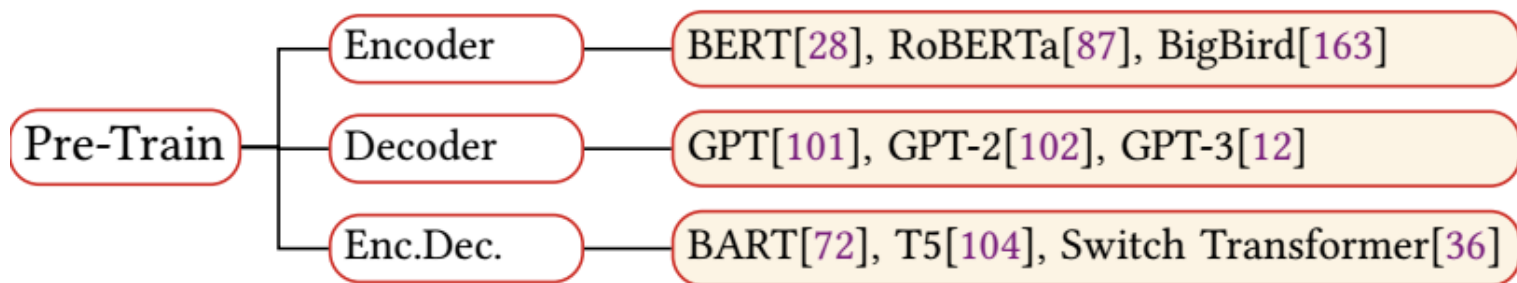 Encoder
BERT[28], RoBERTa[87], BigBird[163]
Pre-Train
Decoder
GPT[101], GPT-2[102], GPT-3[12]
Enc.Dec.
BART[72], T5[104], Switch Transformer[36]